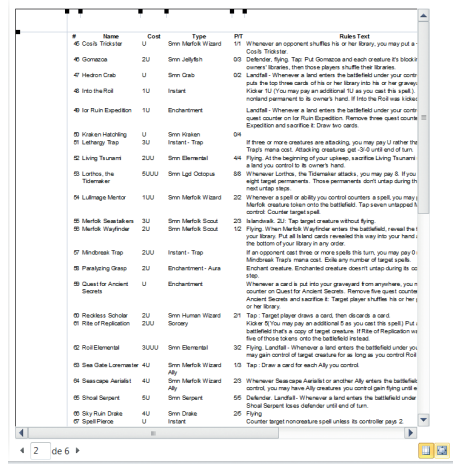 # Name Cost Type P/T Rules Text
45 Cosi's Trickster U Smn Merfolk Wizard 1/1 Whenever an opponent shuffles his or her library, you may put a
Cosi's Trickster.
46 Gomazoa 2U Smn Jellyfish 0/3 Defender, flying. Tap: Put Gomazoa and each creature it's blockin
owners' libraries, then those players shuffle their libraries.
47 Hedron Crab U Smn Crab 0/2 Landfall - Whenever a land enters the battlefield under your contr
puts the top three cards of his or her library into his or her gravey
48 Into the Roil 1U Instant Kicker 1U (You may pay an additional 1U as you cast this spell.)
nonland permanent to its owner's hand. If Into the Roil was kicked
49 Ior Ruin Expedition 1U Enchantment Landfall - Whenever a land enters the battlefield under your contr
quest counter on Ior Ruin Expedition. Remove three quest counte
Expedition and sacrifice it: Draw two cards.
50 Kraken Hatchling U Smn Kraken 0/4
51 Lethargy Trap 3U Instant - Trap If three or more creatures are attacking, you may pay U rather tha
Trap's mana cost. Attacking creatures get -3/-0 until end of turn.
52 Living Tsunami 2UU Smn Elemental 4/4 Flying. At the beginning of your upkeep, sacrifice Living Tsunami
a land you control to its owner's hand.
53 Lorthos, the 5UUU Smn Lgd Octopus 8/8 Whenever Lorthos, the Tidemaker attacks, you may pay 8. If you
Tidemaker eight target permanents. Those permanents don't untap during th
next untap steps.
54 Lullmage Mentor 1UU Smn Merfolk Wizard 2/2 Whenever a spell or ability you control counters a spell, you may p
Merfolk creature token onto the battlefield. Tap seven untapped M
control: Counter target spell.
55 Merfolk Seastalkers 3U Smn Merfolk Scout 2/3 Islandwalk. 2U: Tap target creature without flying.
56 Merfolk Wayfinder 2U Smn Merfolk Scout 1/2 Flying. When Merfolk Wayfinder enters the battlefield, reveal the t
your library. Put all Island cards revealed this way into your hand
the bottom of your library in any order.
57 Mindbreak Trap 2UU Instant - Trap If an opponent cast three or more spells this turn, you may pay 0
Mindbreak Trap's mana cost. Exile any number of target spells.
58 Paralyzing Grasp 2U Enchantment - Aura Enchant creature. Enchanted creature doesn't untap during its co
step.
59 Quest for Ancient U Enchantment Whenever a card is put into your graveyard from anywhere, you m
Secrets counter on Quest for Ancient Secrets. Remove five quest counte
Ancient Secrets and sacrifice it: Target player shuffles his or her g
or her library.
60 Reckless Scholar 2U Smn Human Wizard 2/1 Tap : Target player draws a card, then discards a card.
61 Rite of Replication 2UU Sorcery Kicker 5(You may pay an additional 5 as you cast this spell.) Put
battlefield that's a copy of target creature. If Rite of Replication wa
five of those tokens onto the battlefield instead.
62 Roil Elemental 3UUU Smn Elemental 3/2 Flying. Landfall - Whenever a land enters the battlefield under you
may gain control of target creature for as long as you control Roil
63 Sea Gate Loremaster 4U Smn Merfolk Wizard 1/3 Tap : Draw a card for each Ally you control.
Ally
64 Seascape Aerialist 4U Smn Merfolk Wizard 2/3 Whenever Seascape Aerialist or another Ally enters the battlefield
Ally control, you may have Ally creatures you control gain flying until e
65 Shoal Serpent 5U Smn Serpent 5/5 Defender. Landfall - Whenever a land enters the battlefield under
Shoal Serpent loses defender until end of turn.
66 Sky Ruin Drake 4U Smn Drake 2/5 Flying
67 Spell Pierce U Instant Counter target noncreature spell unless its controller pays 2.
2 de 6